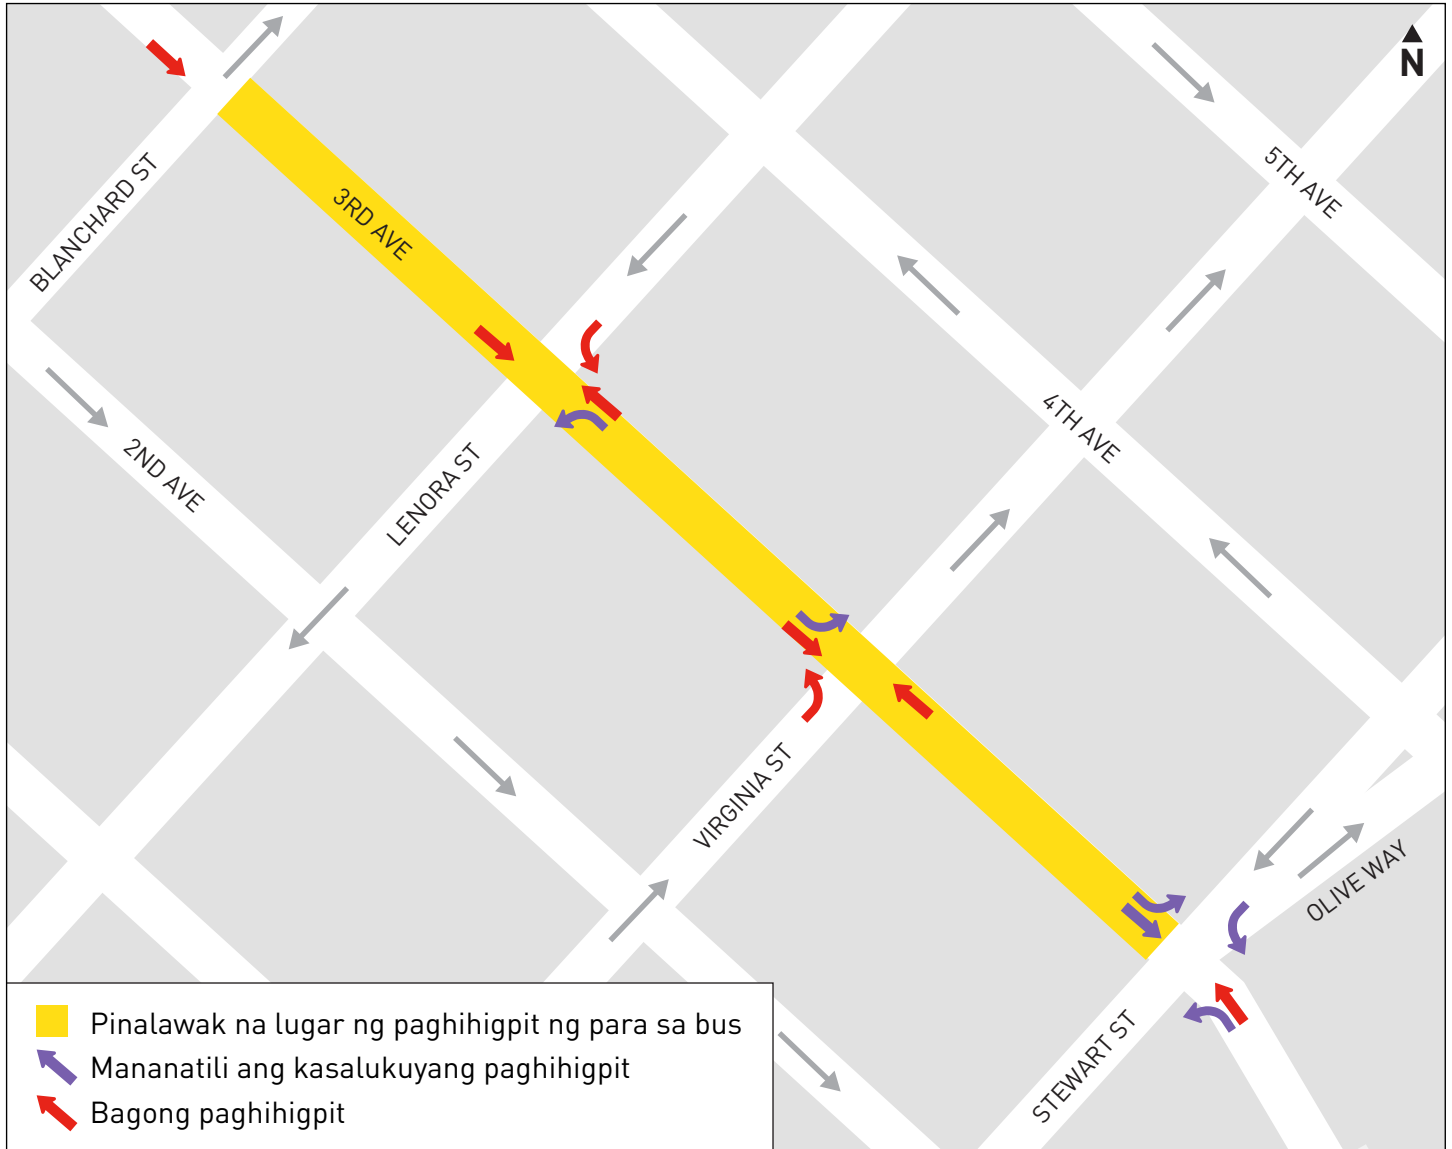 N
5TH AVE
BLANCHARD ST
3RD AVE
4TH AVE
2ND AVE
LENORA ST
VIRGINIA ST
OLIVE WAY
STEWART ST
Pinalawak na lugar ng paghihigpit ng para sa bus
Mananatili ang kasalukuyang paghihigpit
Bagong paghihigpit